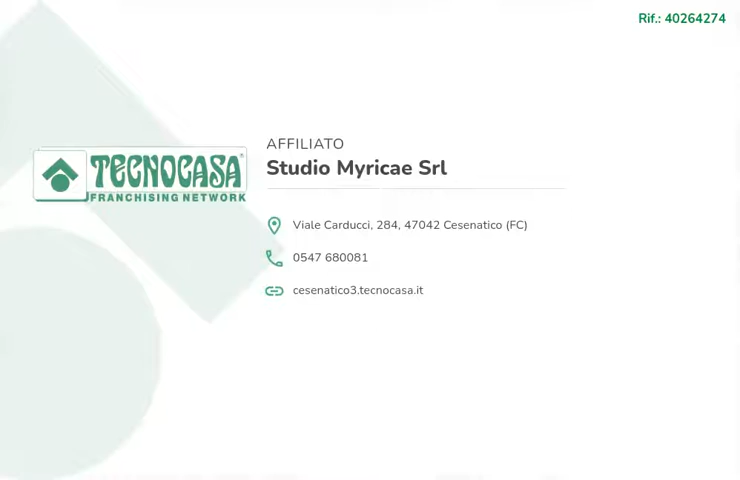 Rif.: 40264274
AFFILIATO
Studio Myricae Srl
TECNOCASA®
FRANCHISING NETWORK
Viale Carducci, 284, 47042 Cesenatico (FC)
0547 680081
cesenatico3.tecnocasa.it